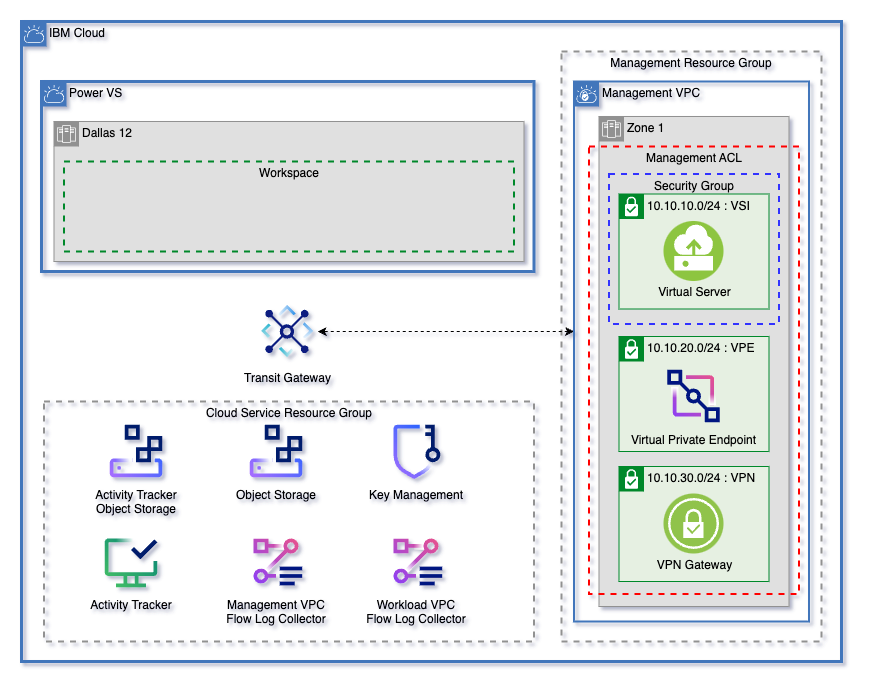 IBM Cloud
Management Resource Group
Power VS
Management VPC
Dallas 12
Zone 1
Workspace
Management ACL
Security Group
10.10.10.0/24 : VSI
Virtual Server
10.10.20.0/24 : VPE
Virtual Private Endpoint
10.10.30.0/24 : VPN
VPN Gateway
Transit Gateway
Cloud Service Resource Group
Activity Tracker
Object Storage
Object Storage
Key Management
Activity Tracker
Management VPC
Flow Log Collector
Workload VPC
Flow Log Collector